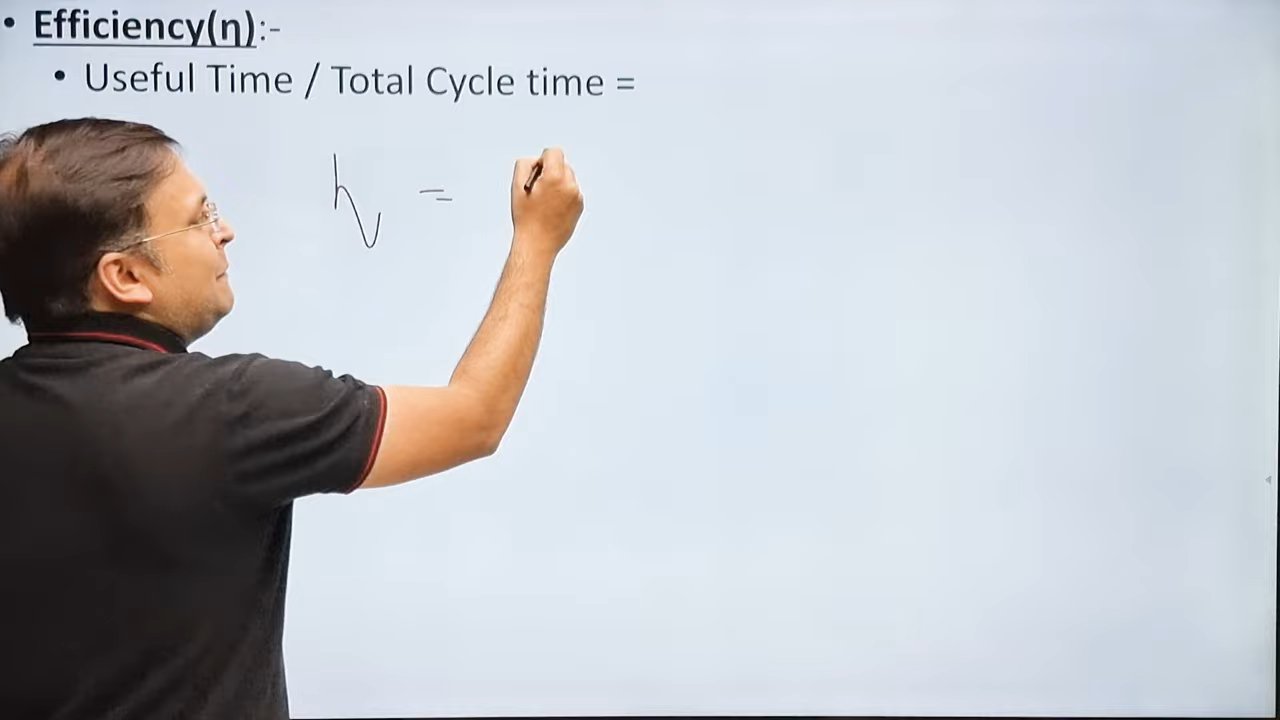 • Efficiency(η):-
• Useful Time / Total Cycle time =
η =